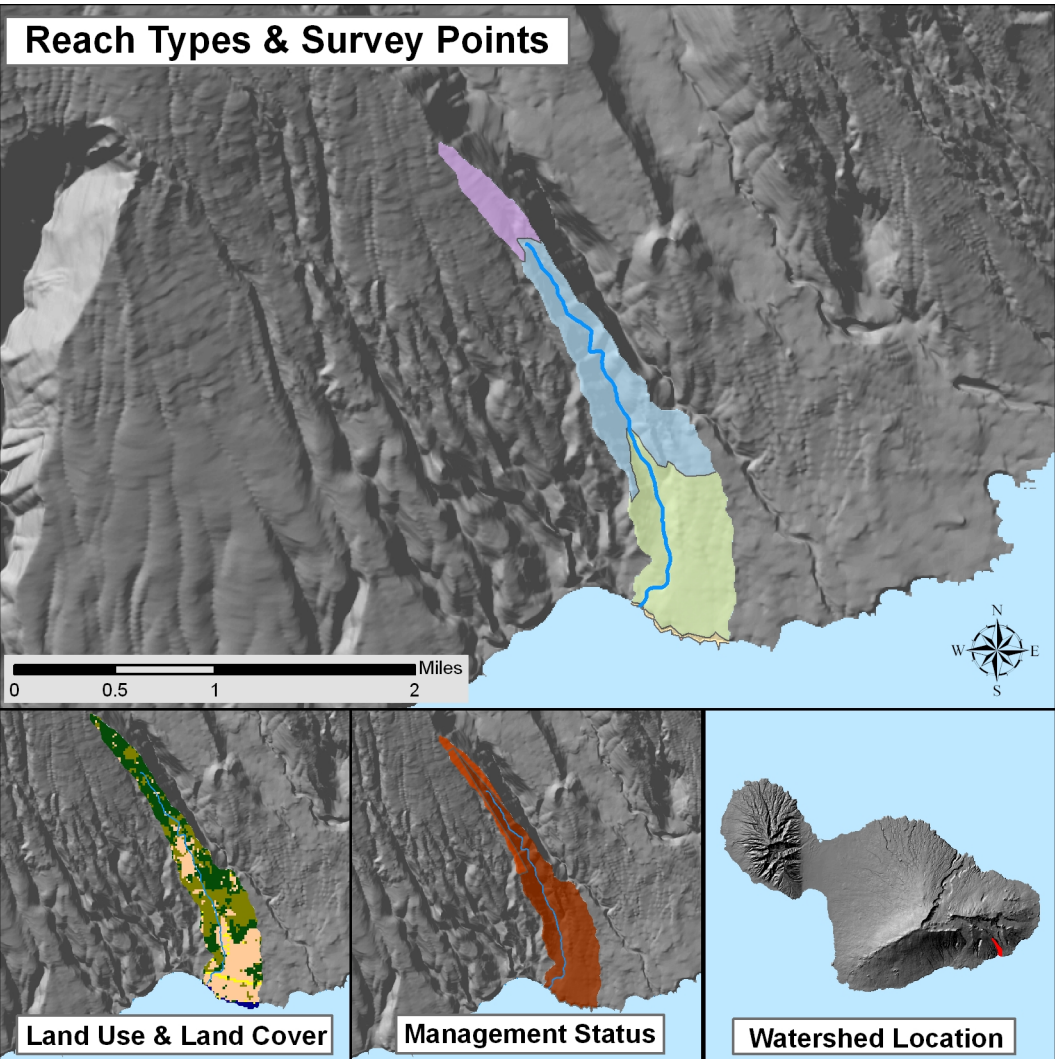 Reach Types & Survey Points
N
W E
S
Miles
0 0.5 1 2
Land Use & Land Cover
Management Status
Watershed Location